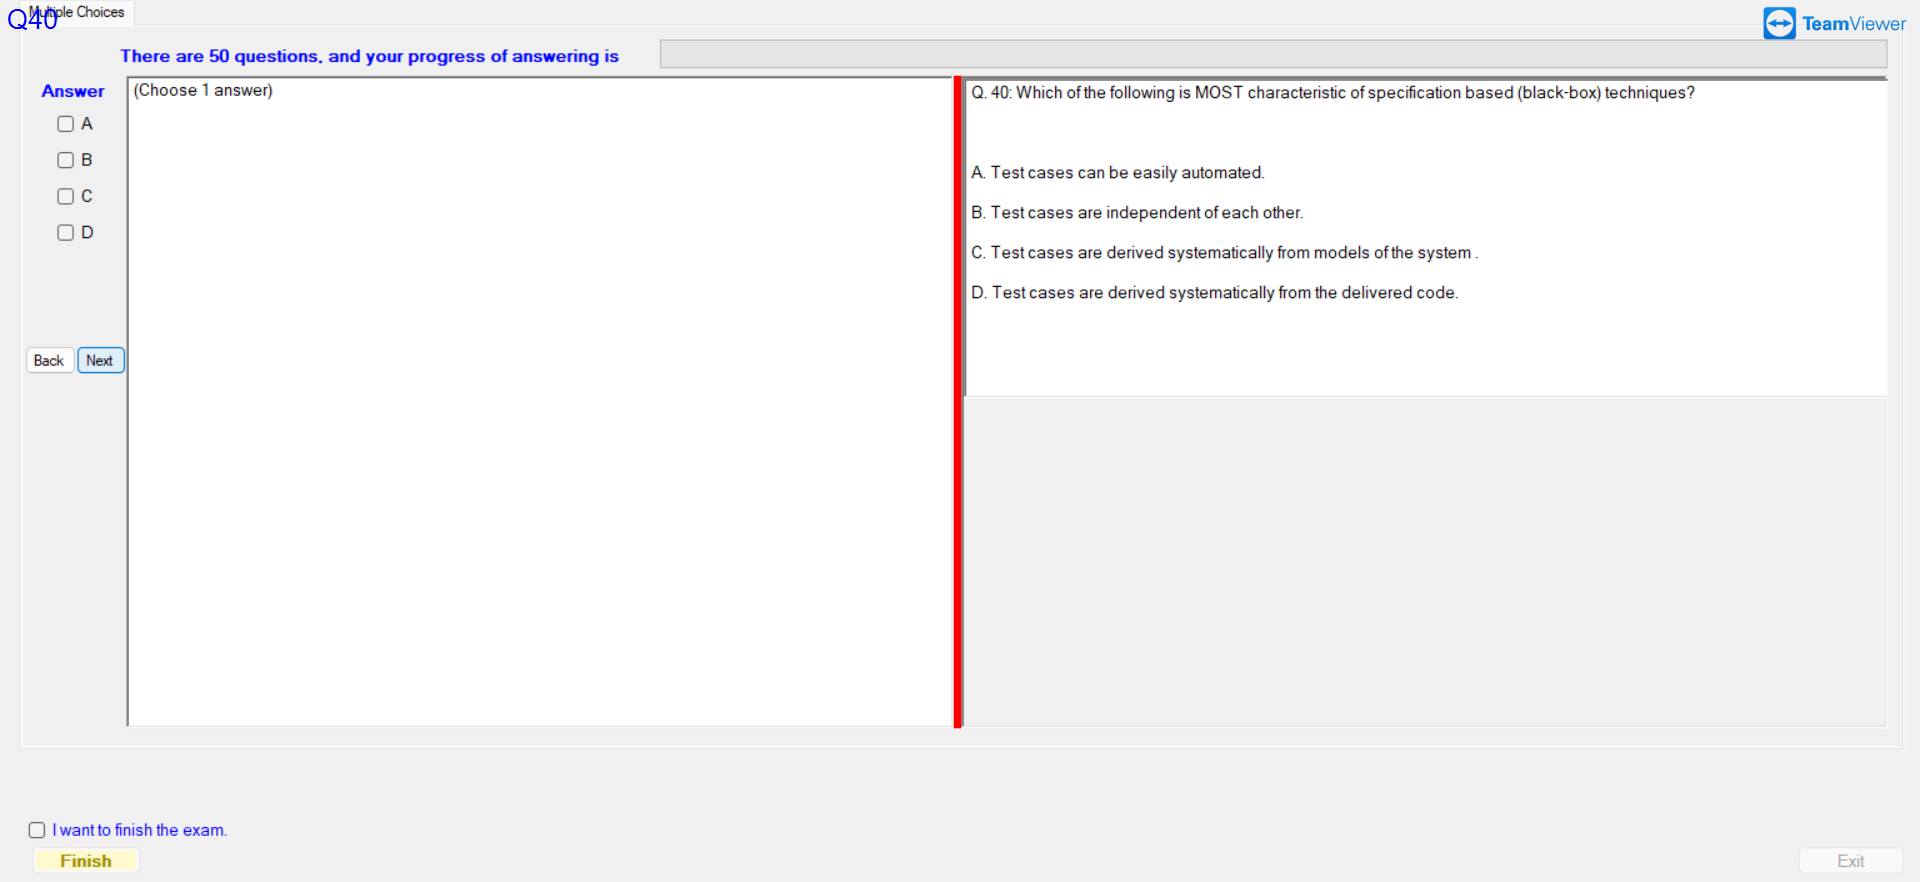 Q40
Multiple Choices
TeamViewer
There are 50 questions, and your progress of answering is
Answer
(Choose 1 answer)
A
B
C
D
Back
Next
Q. 40: Which of the following is MOST characteristic of specification based (black-box) techniques?
A. Test cases can be easily automated.
B. Test cases are independent of each other.
C. Test cases are derived systematically from models of the system .
D. Test cases are derived systematically from the delivered code.
I want to finish the exam.
Finish
Exit